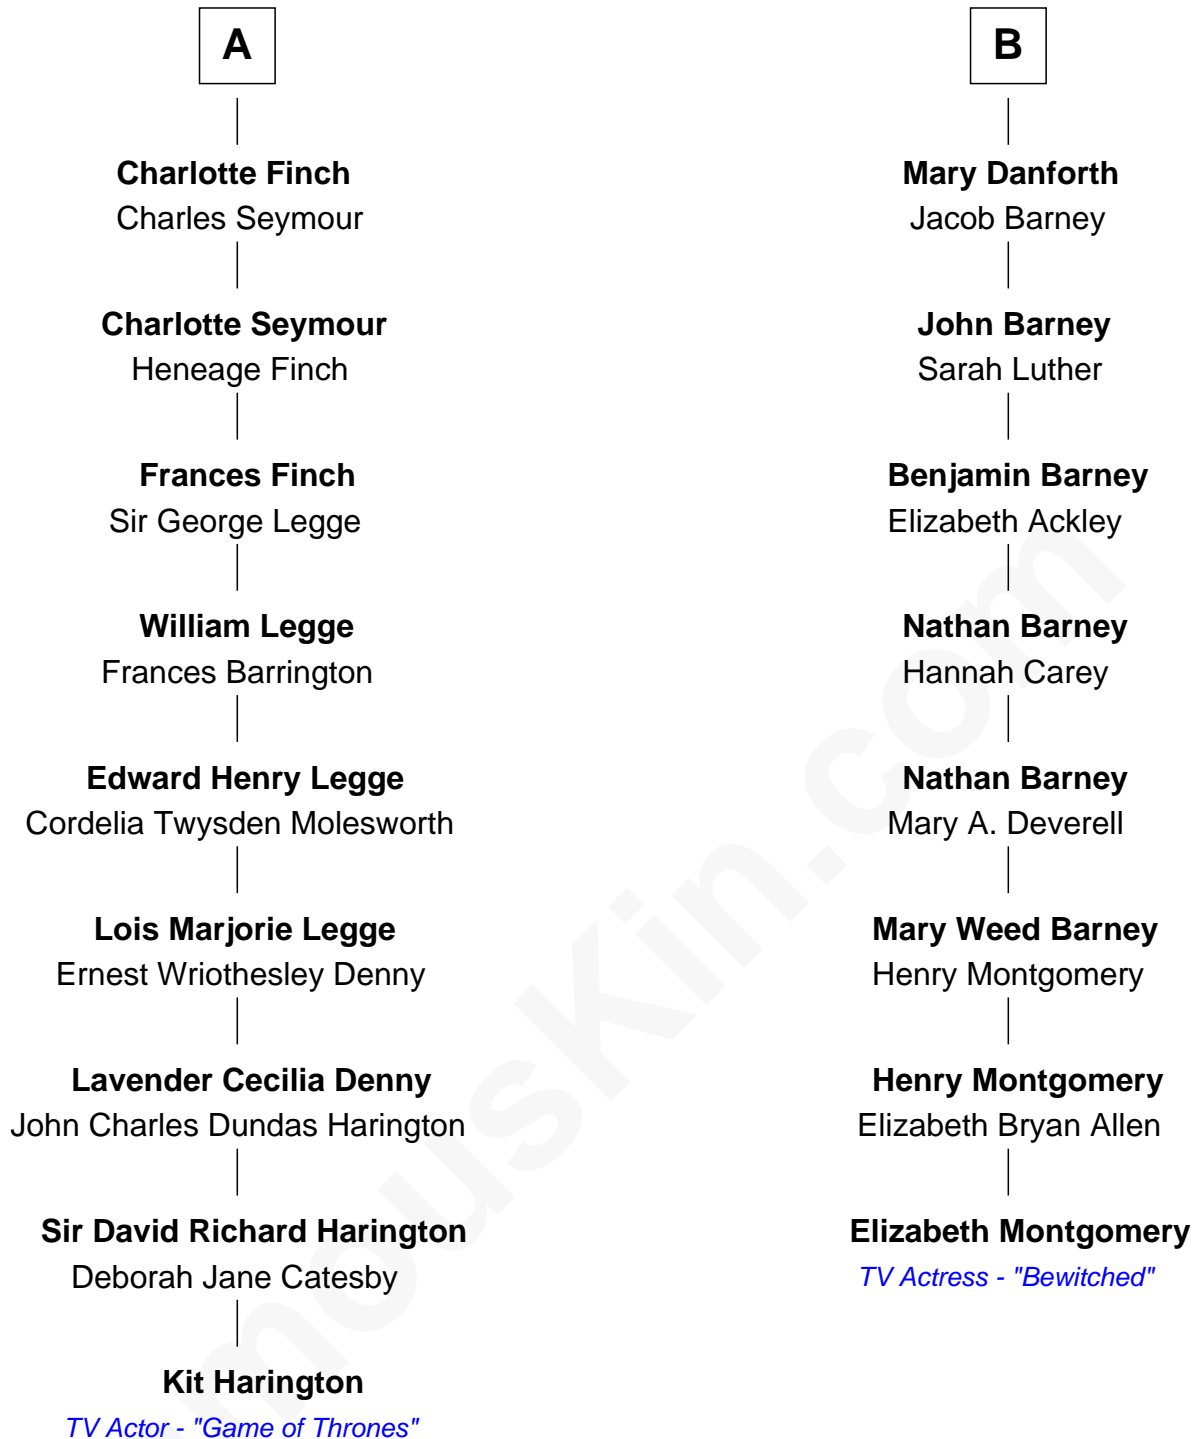 A
Charlotte Finch
Charles Seymour
Charlotte Seymour
Heneage Finch
Frances Finch
Sir George Legge
William Legge
Frances Barrington
Edward Henry Legge
Cordelia Twysden Molesworth
Lois Marjorie Legge
Ernest Wriothesley Denny
Lavender Cecilia Denny
John Charles Dundas Harington
Sir David Richard Harington
Deborah Jane Catesby
Kit Harington
TV Actor - "Game of Thrones"
B
Mary Danforth
Jacob Barney
John Barney
Sarah Luther
Benjamin Barney
Elizabeth Ackley
Nathan Barney
Hannah Carey
Nathan Barney
Mary A. Deverell
Mary Weed Barney
Henry Montgomery
Henry Montgomery
Elizabeth Bryan Allen
Elizabeth Montgomery
TV Actress - "Bewitched"
mousKin.com